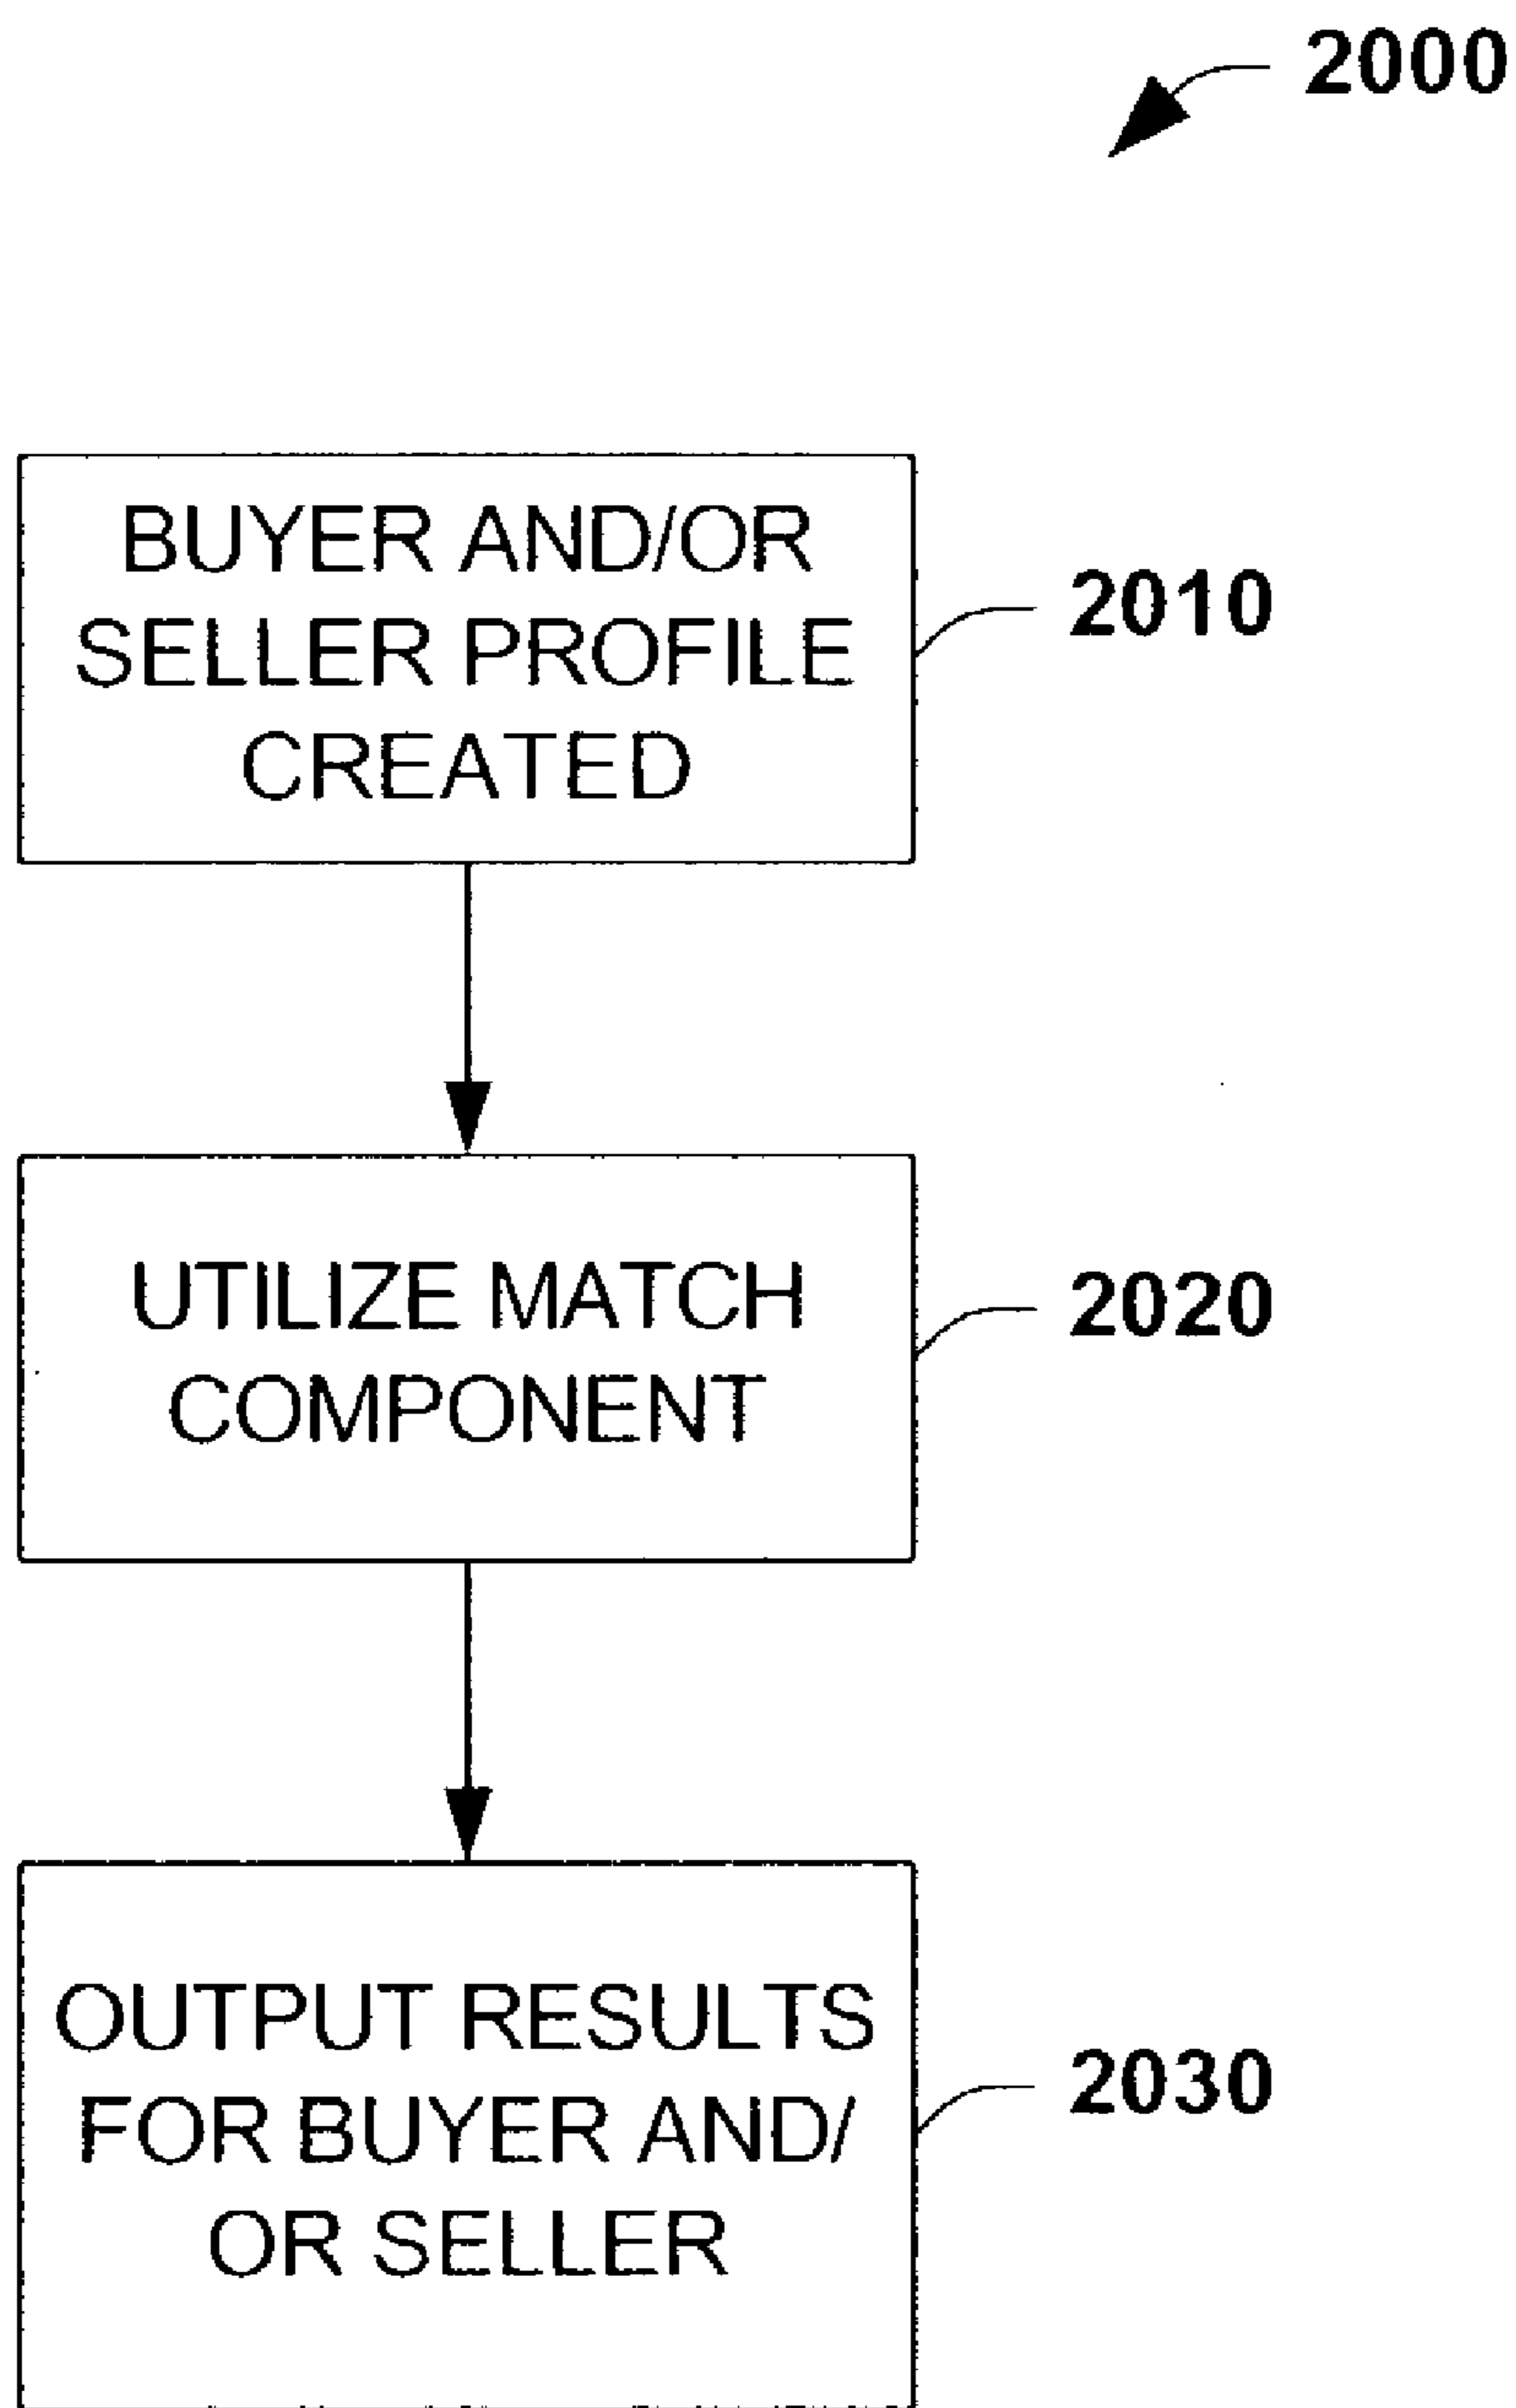 2000
BUYER AND/OR
SELLER PROFILE
CREATED
2010
UTILIZE MATCH
COMPONENT
2020
OUTPUT RESULTS
FOR BUYER AND/
OR SELLER
2030